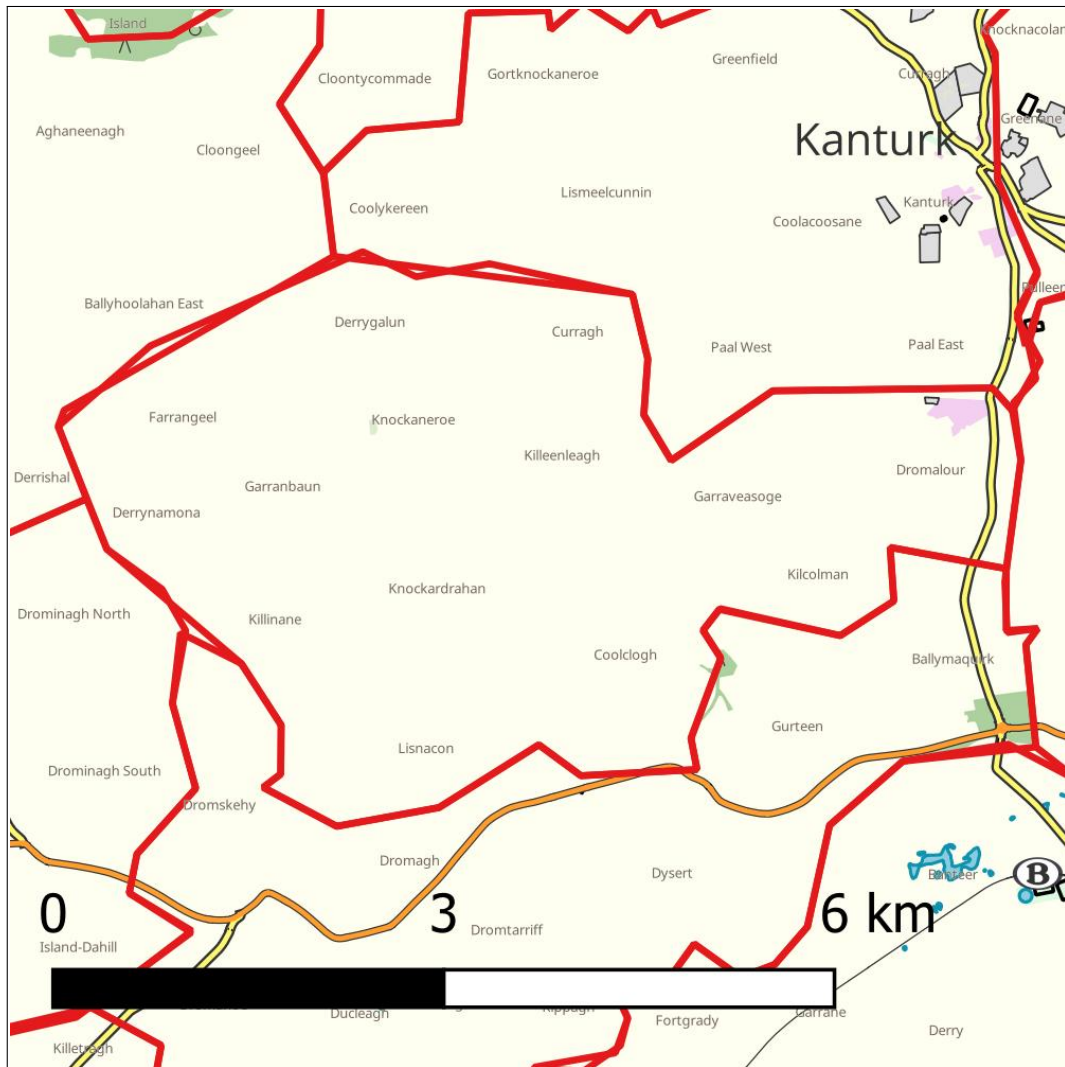 Island
Knocknacolan
Greenfield
Cloontycommade
Gortknockaneroe
Curragh
Greenane
Aghaneenagh
Kanturk
Cloongeel
Lismeelcunnin
Coolykereen
Kanturk
Coolacoosane
Ballyhoolahan East
Derrygalun
Curragh
Paal West
Paal East
Farrangeel
Knockaneroe
Killeenleagh
Dromalour
Derrishal
Garranbaun
Garraveasoge
Derrynamona
Kilcolman
Knockardrahan
Drominagh North
Killinane
Coolclogh
Ballymaquirk
Gurteen
Lisnacon
Drominagh South
Dromskehy
Dromagh
Dysert
Banteer
B
0 3 6 km
Dromtarriff
Island-Dahill
Ducleagh
Fortgrady
Garrane
Derry
Killetragh